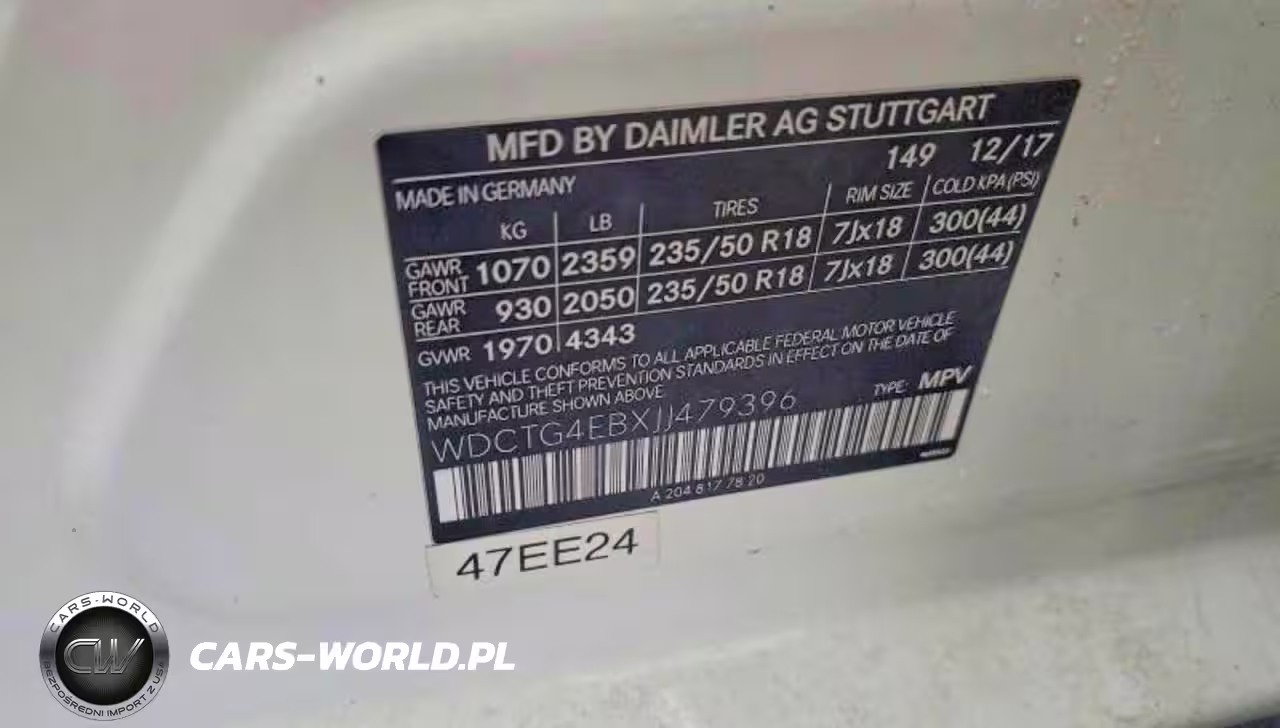 MFD BY DAIMLER AG STUTTGART
149 12/17
MADE IN GERMANY
KG LB TIRES RIM SIZE COLD KPA (PSI)
GAWR FRONT 1070 2359 235/50 R18 7Jx18 300(44)
GAWR REAR 930 2050 235/50 R18 7Jx18 300(44)
GVWR 1970 4343
THIS VEHICLE CONFORMS TO ALL APPLICABLE FEDERAL MOTOR VEHICLE
SAFETY AND THEFT PREVENTION STANDARDS IN EFFECT ON THE DATE OF
MANUFACTURE SHOWN ABOVE
TYPE: MPV
WDCTG4EBXJJ479396
A 204 817 78 20
47EE24
CARS-WORLD
CW
BEZPOŚREDNI IMPORT Z USA
CARS-WORLD.PL